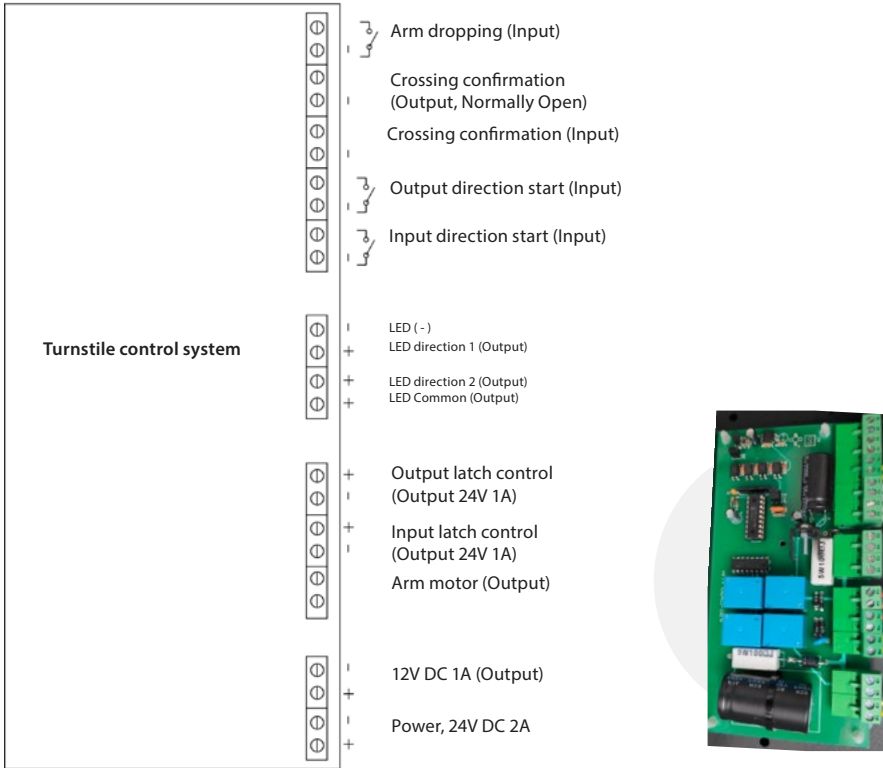 Arm dropping (Input)
Crossing confirmation
(Output, Normally Open)
Crossing confirmation (Input)
Output direction start (Input)
Input direction start (Input)
Turnstile control system
LED ( - )
LED direction 1 (Output)
LED direction 2 (Output)
LED Common (Output)
Output latch control
(Output 24V 1A)
Input latch control
(Output 24V 1A)
Arm motor (Output)
12V DC 1A (Output)
Power, 24V DC 2A